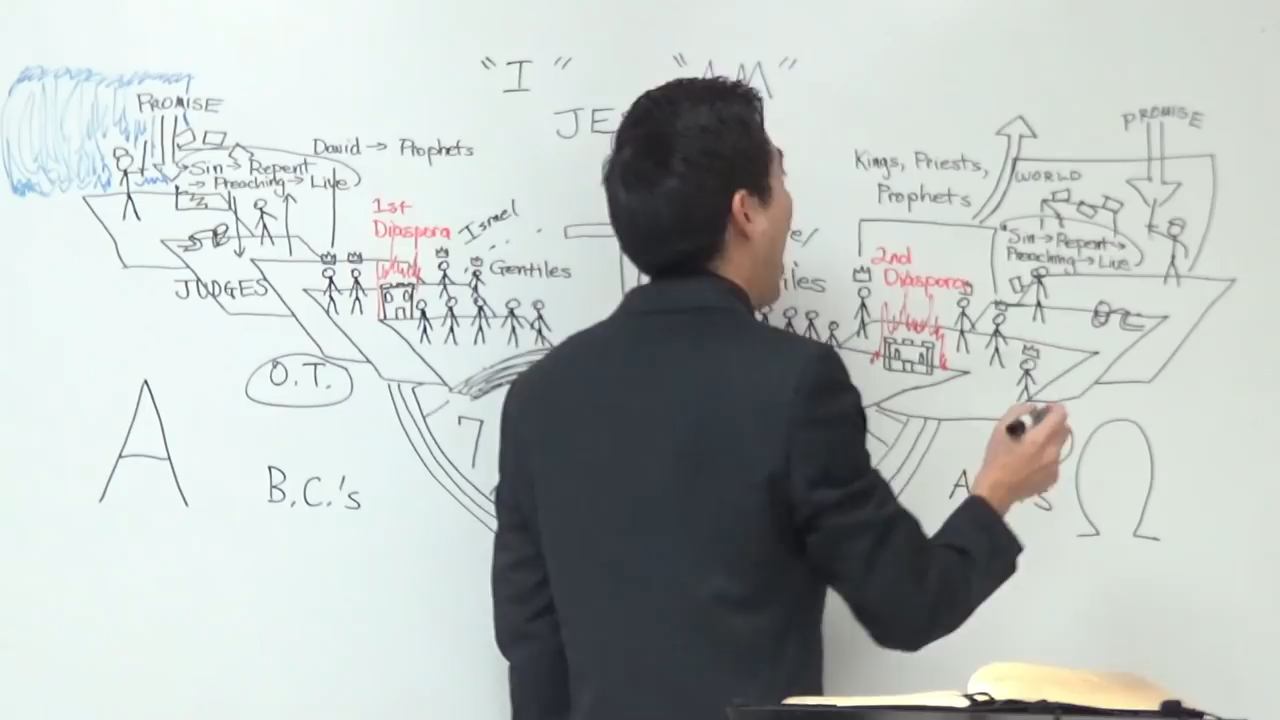 "I" "AM"
PROMISE
Sin → Repent
→ Preaching → Live
David → Prophets
1st
Diaspora
Israel
Gentiles
JUDGES
O.T.
A
B.C.'s
7
Kings, Priests,
Prophets
2nd
Diaspora
PROMISE
WORLD
Sin → Repent →
Preaching → Live
Ω